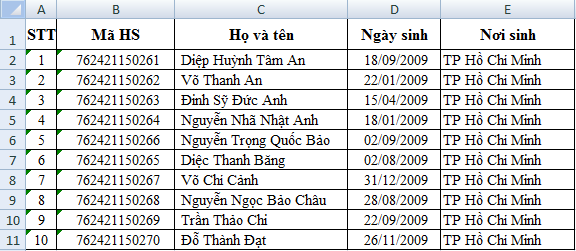 A B C D E
1 STT Mã HS Họ và tên Ngày sinh Nơi sinh
2 1 762421150261 Diệp Huỳnh Tâm An 18/09/2009 TP Hồ Chí Minh
3 2 762421150262 Võ Thanh An 22/01/2009 TP Hồ Chí Minh
4 3 762421150263 Đinh Sỹ Đức Anh 15/04/2009 TP Hồ Chí Minh
5 4 762421150264 Nguyễn Nhã Nhật Anh 18/01/2009 TP Hồ Chí Minh
6 5 762421150266 Nguyễn Trọng Quốc Bảo 02/09/2009 TP Hồ Chí Minh
7 6 762421150265 Diệc Thanh Băng 02/08/2009 TP Hồ Chí Minh
8 7 762421150267 Võ Chí Cảnh 31/12/2009 TP Hồ Chí Minh
9 8 762421150268 Nguyễn Ngọc Bảo Châu 28/08/2009 TP Hồ Chí Minh
10 9 762421150269 Trần Thảo Chi 22/09/2009 TP Hồ Chí Minh
11 10 762421150270 Đỗ Thành Đạt 26/11/2009 TP Hồ Chí Minh